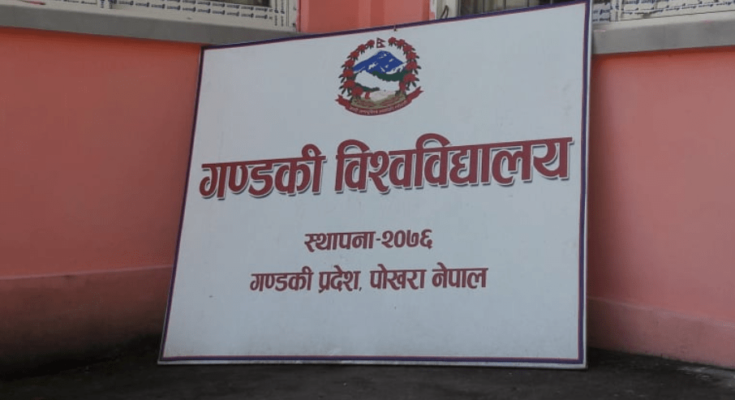 गण्डकी विश्वविद्यालय
स्थापना-२०७६
गण्डकी प्रदेश, पोखरा नेपाल